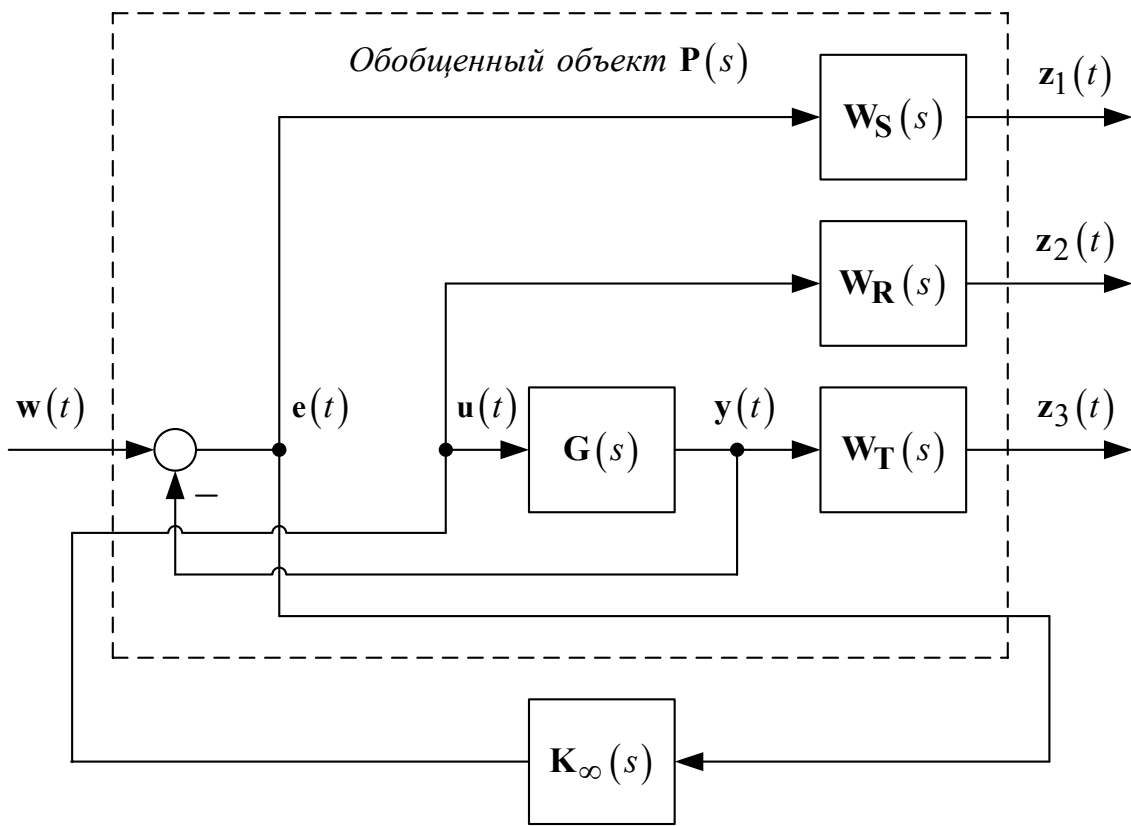 Обобщенный объект P(s)
W_S(s)
z_1(t)
W_R(s)
z_2(t)
w(t)
e(t)
u(t)
G(s)
y(t)
W_T(s)
z_3(t)
–
K_∞(s)